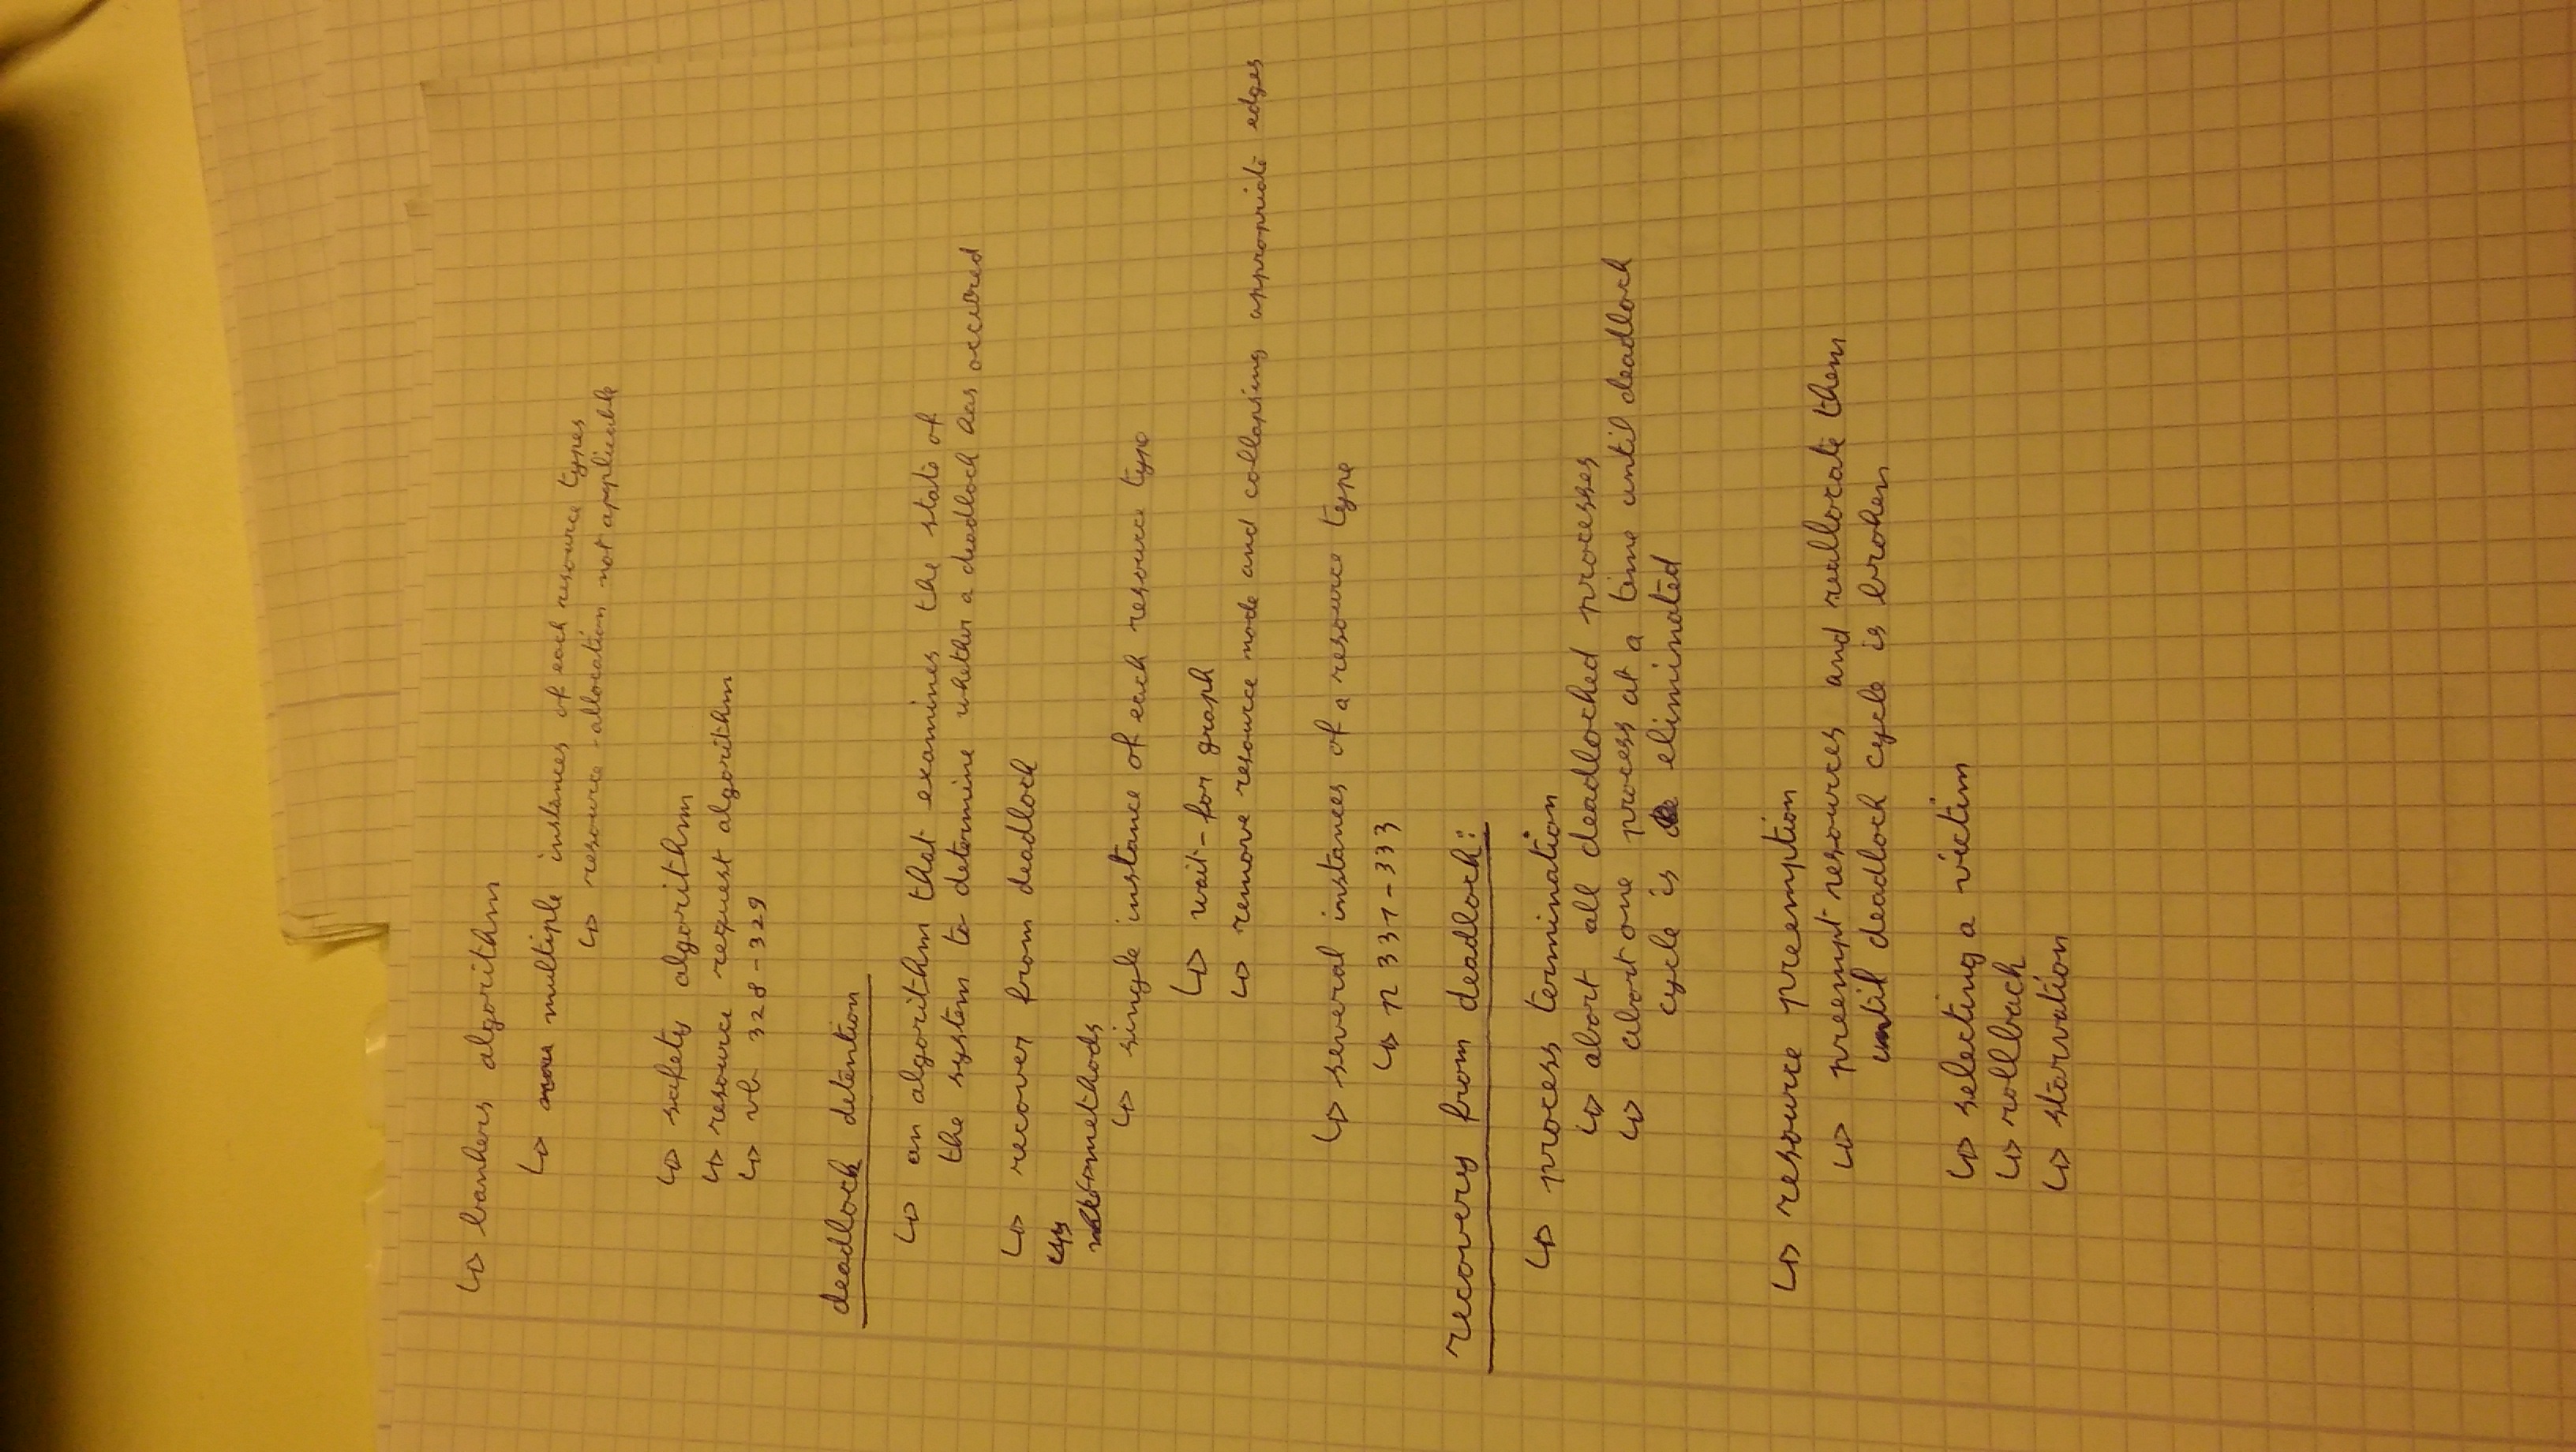 ↳ bankers algorithm
↳ multiple instances of each resource types
↳ resource-allocation not applicable
↳ safety algorithm
↳ resource request algorithm
↳ vb 328-329
deadlock detention
↳ an algorithm that examines the state of
the system to determine whether a deadlock has occured
↳ recover from deadlock
methods
↳ single instance of each resource type
↳ wait-for graph
↳ remove resource node and collapsing appropriate edges
↳ several instances of a resource type
↳ p 331-333
recovery from deadlock:
↳ process termination
↳ abort all deadlocked processes
↳ abort one process at a time until deadlock
cycle is eliminated
↳ resource preemption
↳ preempt resources and reallocate them
until deadlock cycle is broken
↳ selecting a victim
↳ rollback
↳ starvation